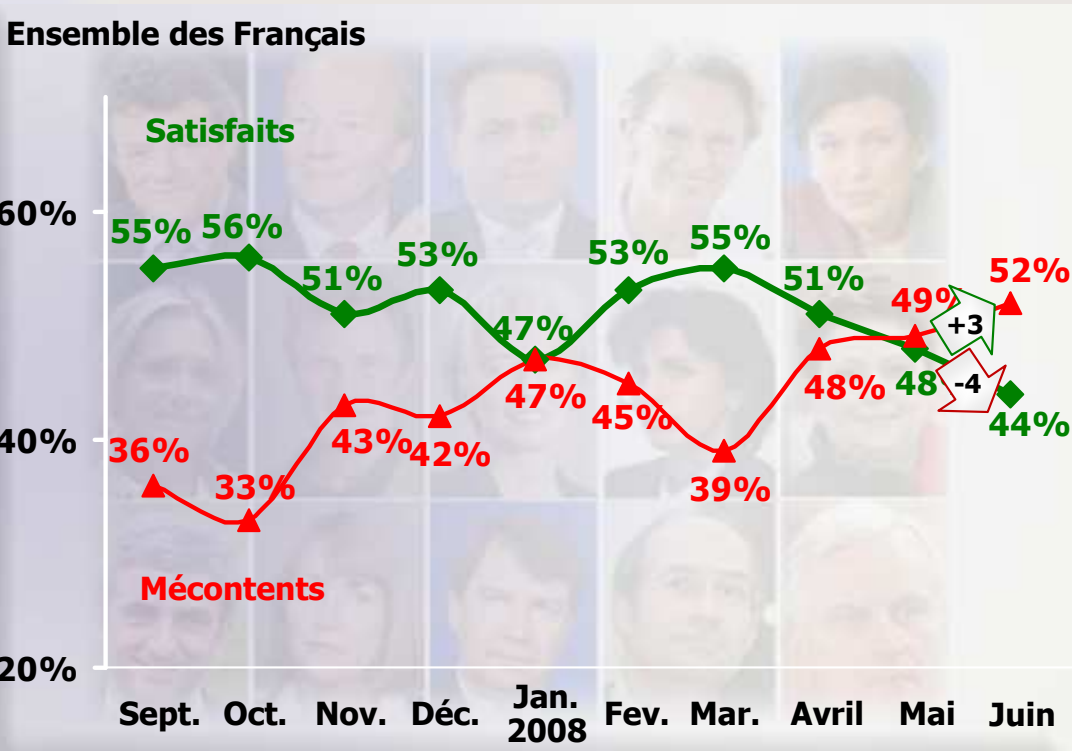 Ensemble des Français
Satisfaits
60%
55% 56% 51% 53% 47% 53% 55% 51% 48 44%
40%
36% 33% 43% 42% 47% 45% 39% 48% 49% 52%
+3
-4
Mécontents
20%
Sept. Oct. Nov. Déc. Jan. 2008 Fev. Mar. Avril Mai Juin